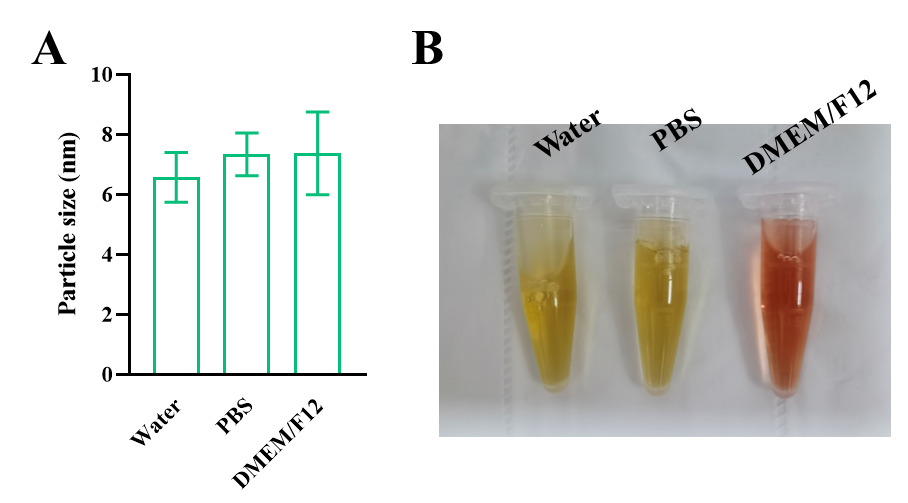 A
Particle size (nm)
10
8
6
4
2
0
Water
PBS
DMEM/F12
B
Water
PBS
DMEM/F12